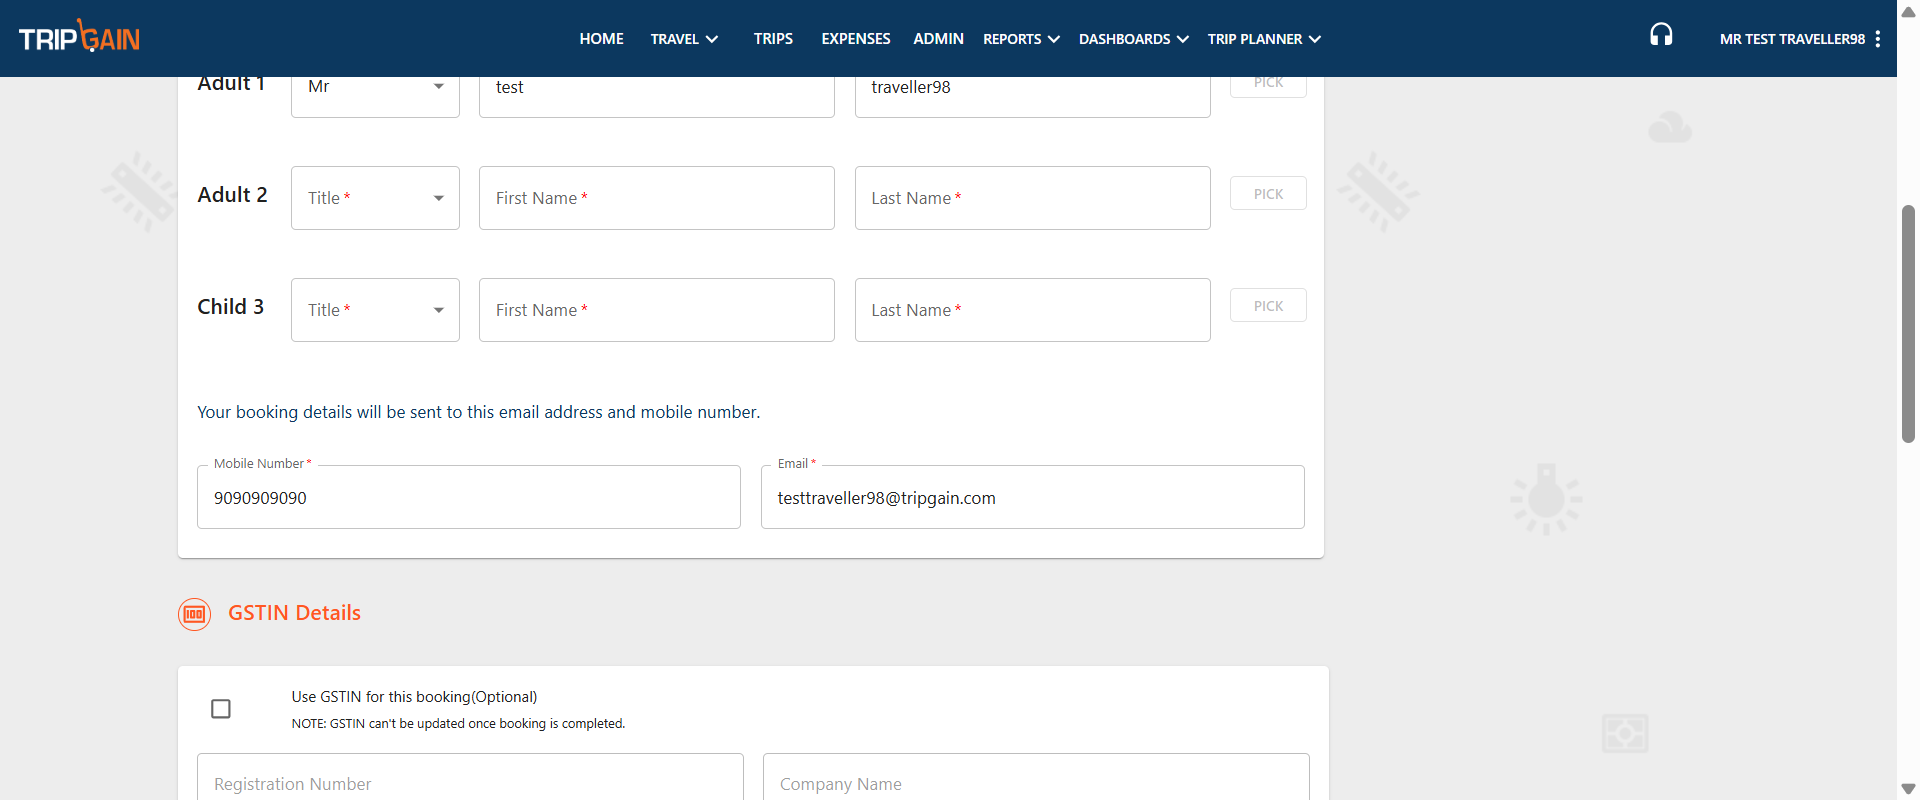 TRIPGAIN HOME TRAVEL TRIPS EXPENSES ADMIN REPORTS DASHBOARDS TRIP PLANNER MR TEST TRAVELLER98
Adult 1 Mr test traveller98 PICK
Adult 2 Title * First Name * Last Name * PICK
Child 3 Title * First Name * Last Name * PICK
Your booking details will be sent to this email address and mobile number.
Mobile Number * Email *
9090909090 testtraveller98@tripgain.com
100 GSTIN Details
Use GSTIN for this booking(Optional)
NOTE: GSTIN can't be updated once booking is completed.
Registration Number Company Name